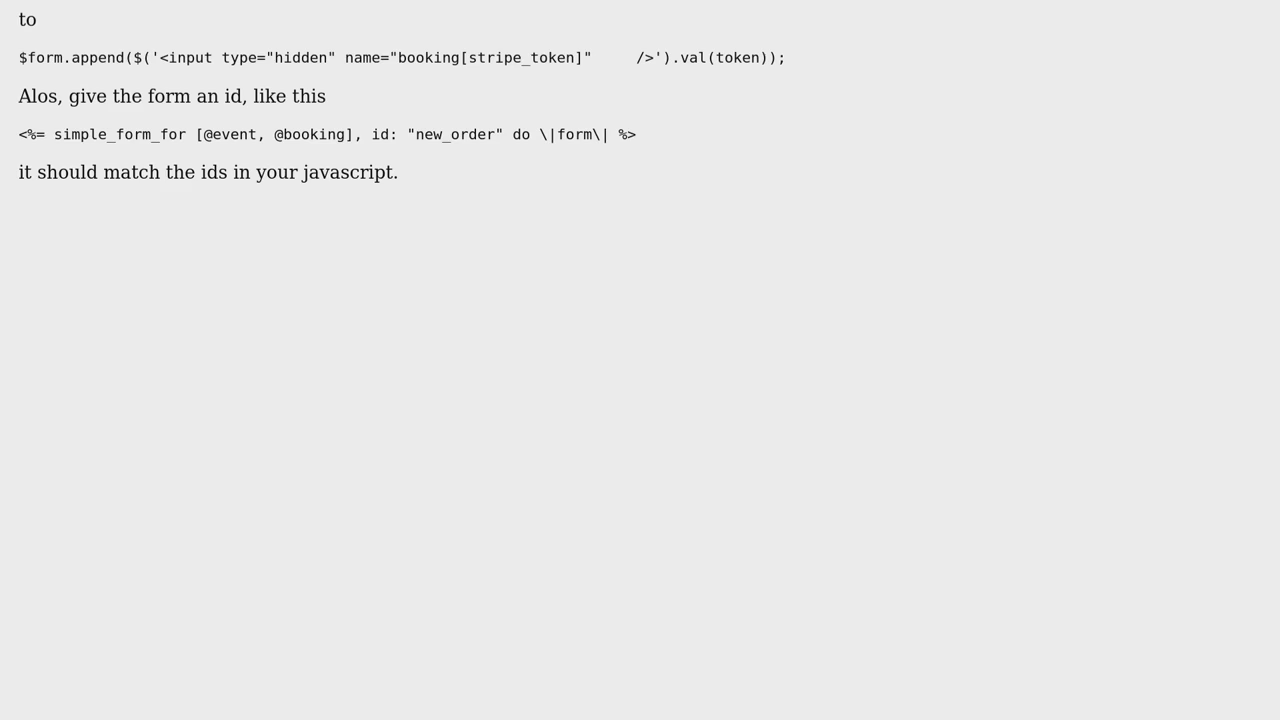 to
$form.append($('<input type="hidden" name="booking[stripe_token]"     />').val(token));
Alos, give the form an id, like this
<%= simple_form_for [@event, @booking], id: "new_order" do \|form\| %>
it should match the ids in your javascript.